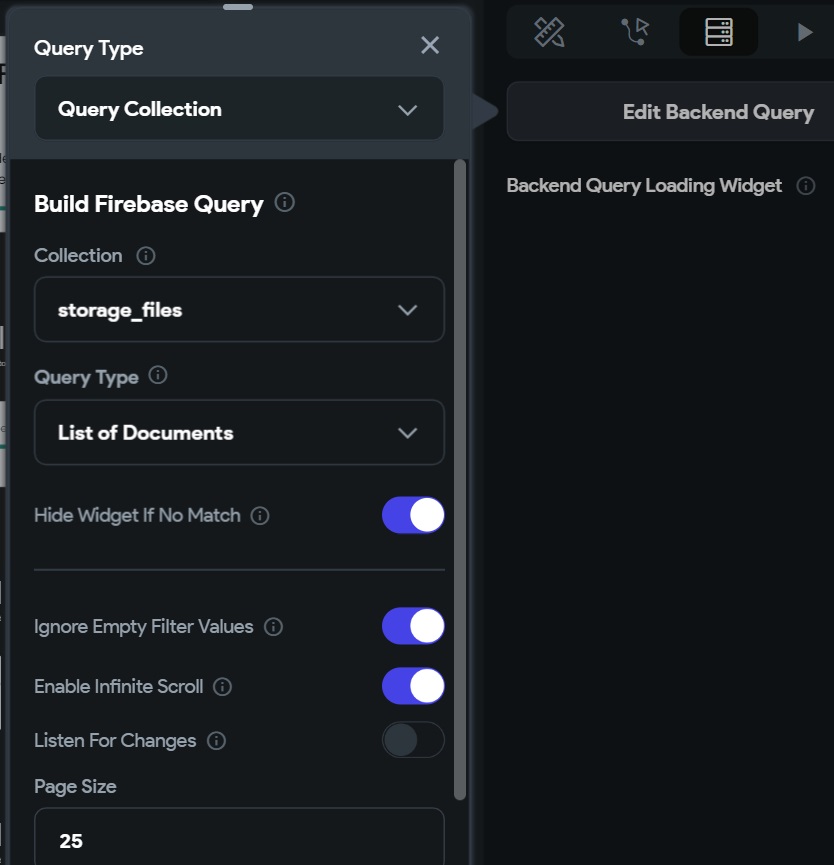 Query Type
Query Collection
Edit Backend Query
Backend Query Loading Widget
Build Firebase Query
Collection
storage_files
Query Type
List of Documents
Hide Widget If No Match
Ignore Empty Filter Values
Enable Infinite Scroll
Listen For Changes
Page Size
25